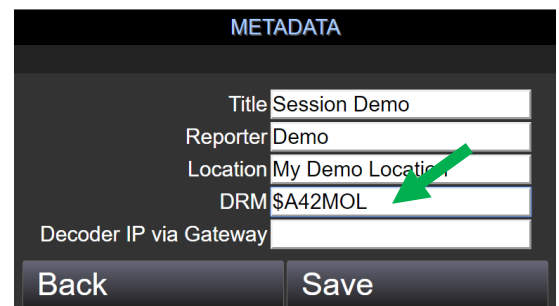 METADATA
Title Session Demo
Reporter Demo
Location My Demo Location
DRM $A42MOL
Decoder IP via Gateway
Back Save